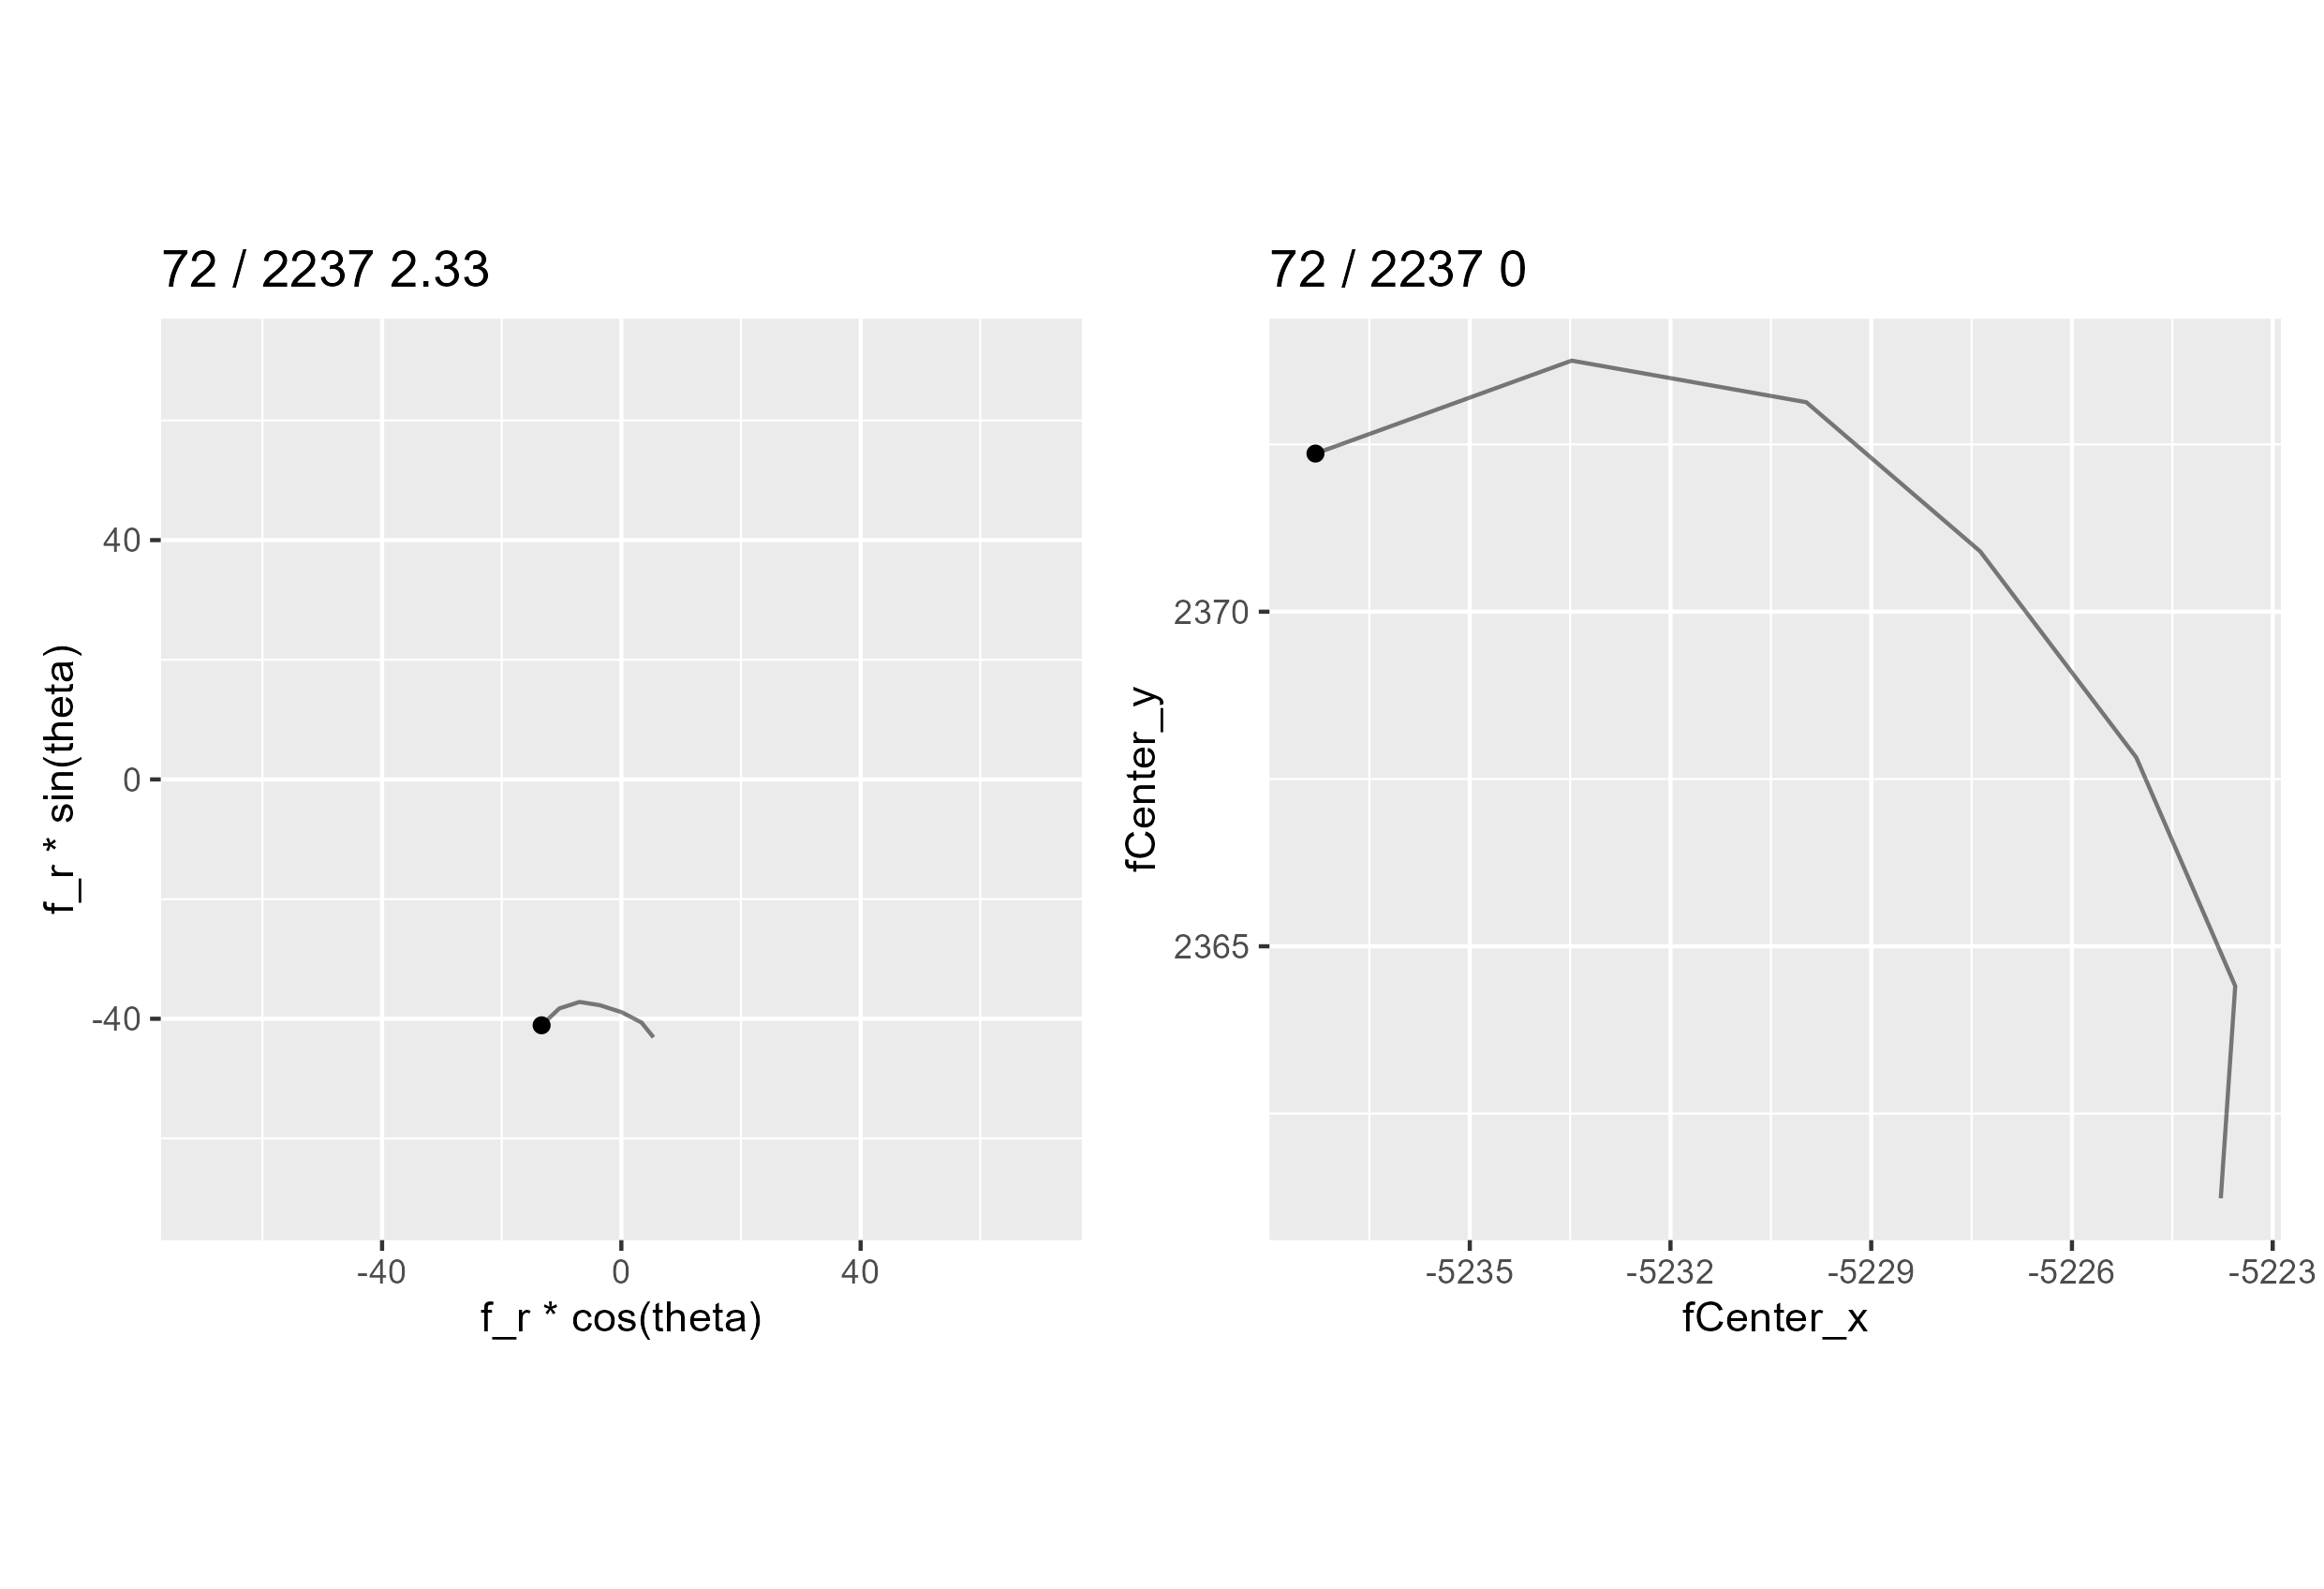 72 / 2237 2.33
f_r * sin(theta)
40
0
-40
-40
0
40
f_r * cos(theta)
72 / 2237 0
fCenter_y
2370
2365
-5235
-5232
-5229
-5226
-5223
fCenter_x